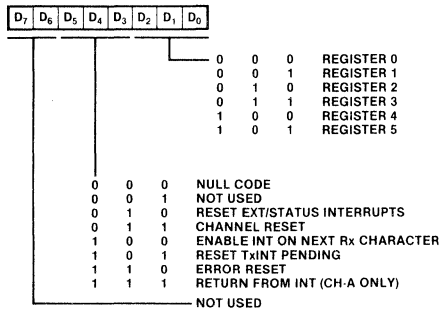 D7 D6 D5 D4 D3 D2 D1 D0
0 0 0 REGISTER 0
0 0 1 REGISTER 1
0 1 0 REGISTER 2
0 1 1 REGISTER 3
1 0 0 REGISTER 4
1 0 1 REGISTER 5
0 0 0 NULL CODE
0 0 1 NOT USED
0 1 0 RESET EXT/STATUS INTERRUPTS
0 1 1 CHANNEL RESET
1 0 0 ENABLE INT ON NEXT Rx CHARACTER
1 0 1 RESET TxINT PENDING
1 1 0 ERROR RESET
1 1 1 RETURN FROM INT (CH-A ONLY)
NOT USED